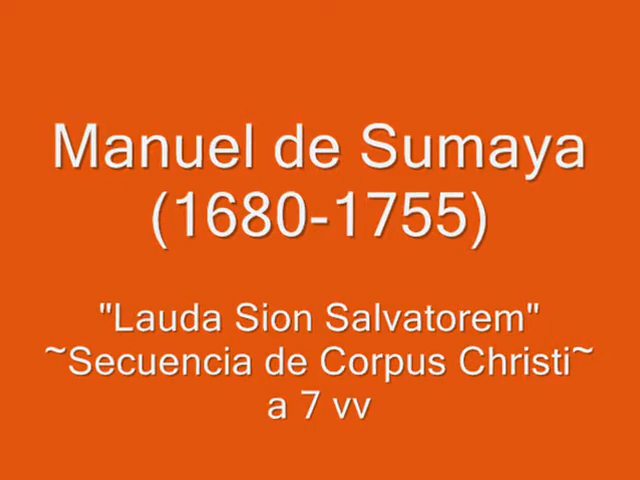 Manuel de Sumaya
(1680-1755)
"Lauda Sion Salvatorem"
~Secuencia de Corpus Christi~
a 7 vv